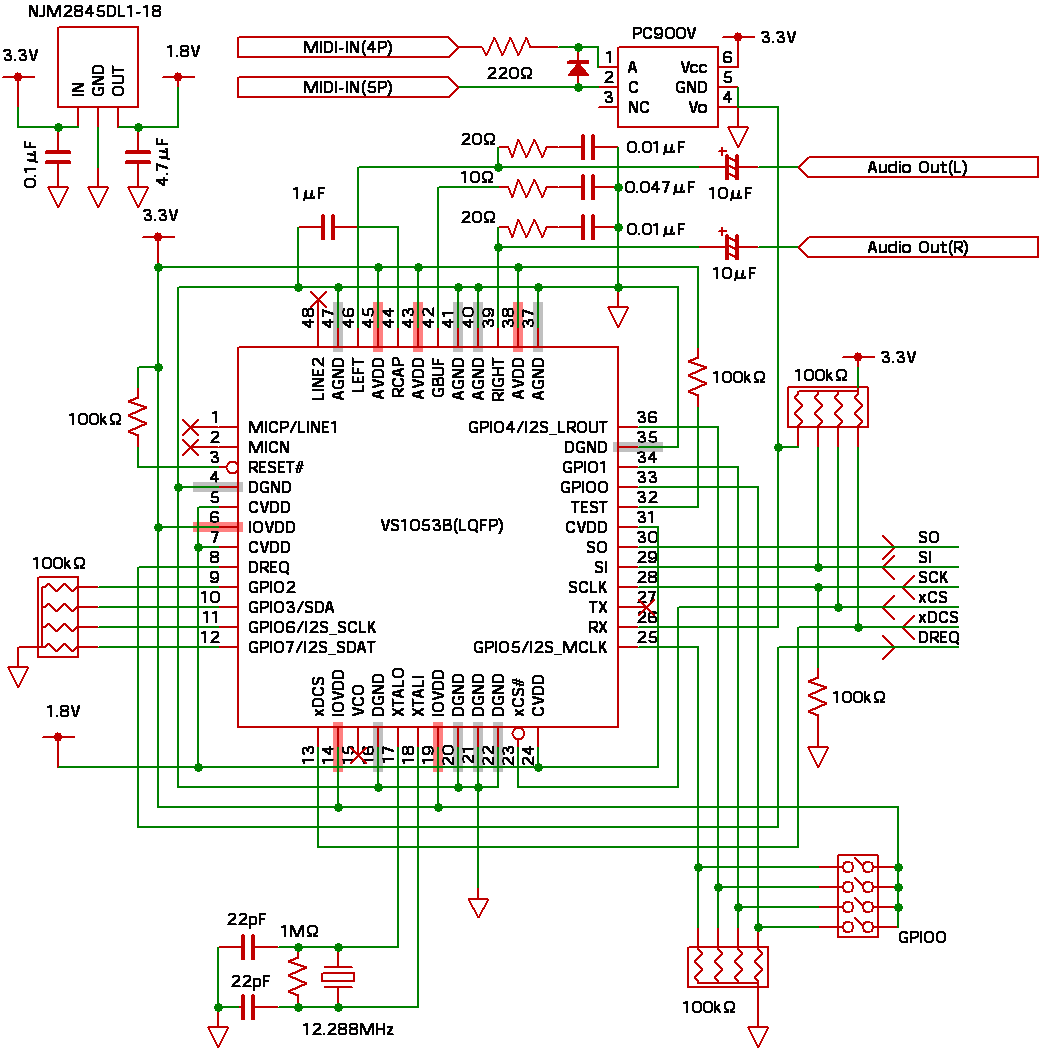 NJM2845DL1-18
3.3V
1.8V
IN
GND
OUT
0.1μF
4.7μF
MIDI-IN(4P)
MIDI-IN(5P)
220Ω
PC900V
1
A
2
C
3
NC
Vcc
6
GND
5
Vo
4
3.3V
20Ω
0.01μF
10Ω
0.047μF
20Ω
0.01μF
+
10μF
Audio Out(L)
+
10μF
Audio Out(R)
1μF
3.3V
48
47
46
45
44
43
42
41
40
39
38
37
LINE2
AGND
LEFT
AVDD
RCAP
AVDD
GBUF
AGND
AGND
RIGHT
AVDD
AGND
100kΩ
100kΩ
100kΩ
3.3V
1
MICP/LINE1
2
MICN
3
RESET#
4
DGND
5
CVDD
6
IOVDD
7
CVDD
8
DREQ
9
GPIO2
10
GPIO3/SDA
11
GPIO6/I2S_SCLK
12
GPIO7/I2S_SDAT
VS1053B(LQFP)
GPIO4/I2S_LROUT
36
DGND
35
GPIO1
34
GPIO0
33
TEST
32
CVDD
31
SO
30
SI
29
SCLK
28
TX
27
RX
26
GPIO5/I2S_MCLK
25
100kΩ
SO
SI
SCK
xCS
xDCS
DREQ
100kΩ
1.8V
xDCS
IOVDD
VCO
DGND
XTALO
XTALI
IOVDD
DGND
DGND
DGND
xCS#
CVDD
13
14
15
16
17
18
19
20
21
22
23
24
22pF
1MΩ
22pF
12.288MHz
GPIO0
100kΩ